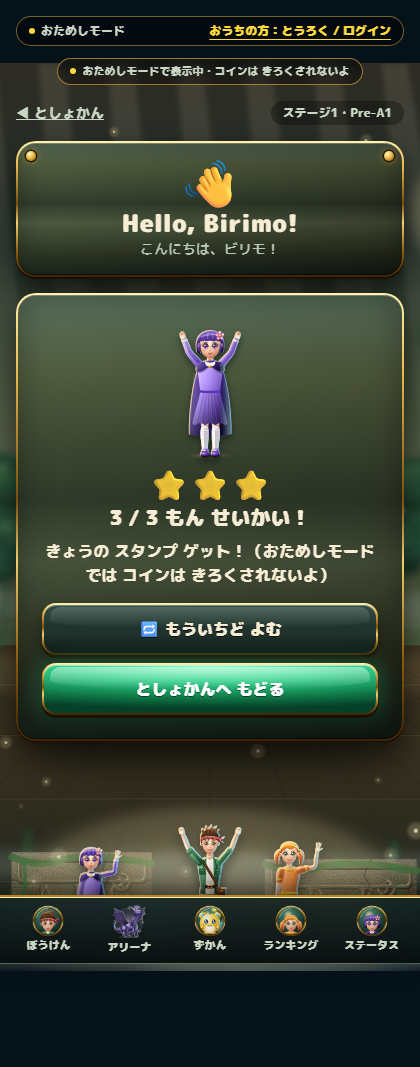 おためしモード
おうちの方：とうろく / ログイン
おためしモードで表示中・コインは きろくされないよ
◀ としょかん
ステージ1・Pre-A1
Hello, Birimo!
こんにちは、ビリモ！
3 / 3 もん せいかい！
きょうの スタンプ ゲット！（おためしモード
では コインは きろくされないよ）
もういちど よむ
としょかんへ もどる
ぼうけん
アリーナ
ずかん
ランキング
ステータス